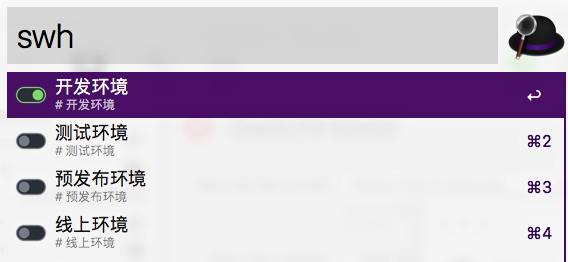 swh
开发环境
# 开发环境
↩
测试环境
# 测试环境
⌘2
预发布环境
# 预发布环境
⌘3
线上环境
# 线上环境
⌘4